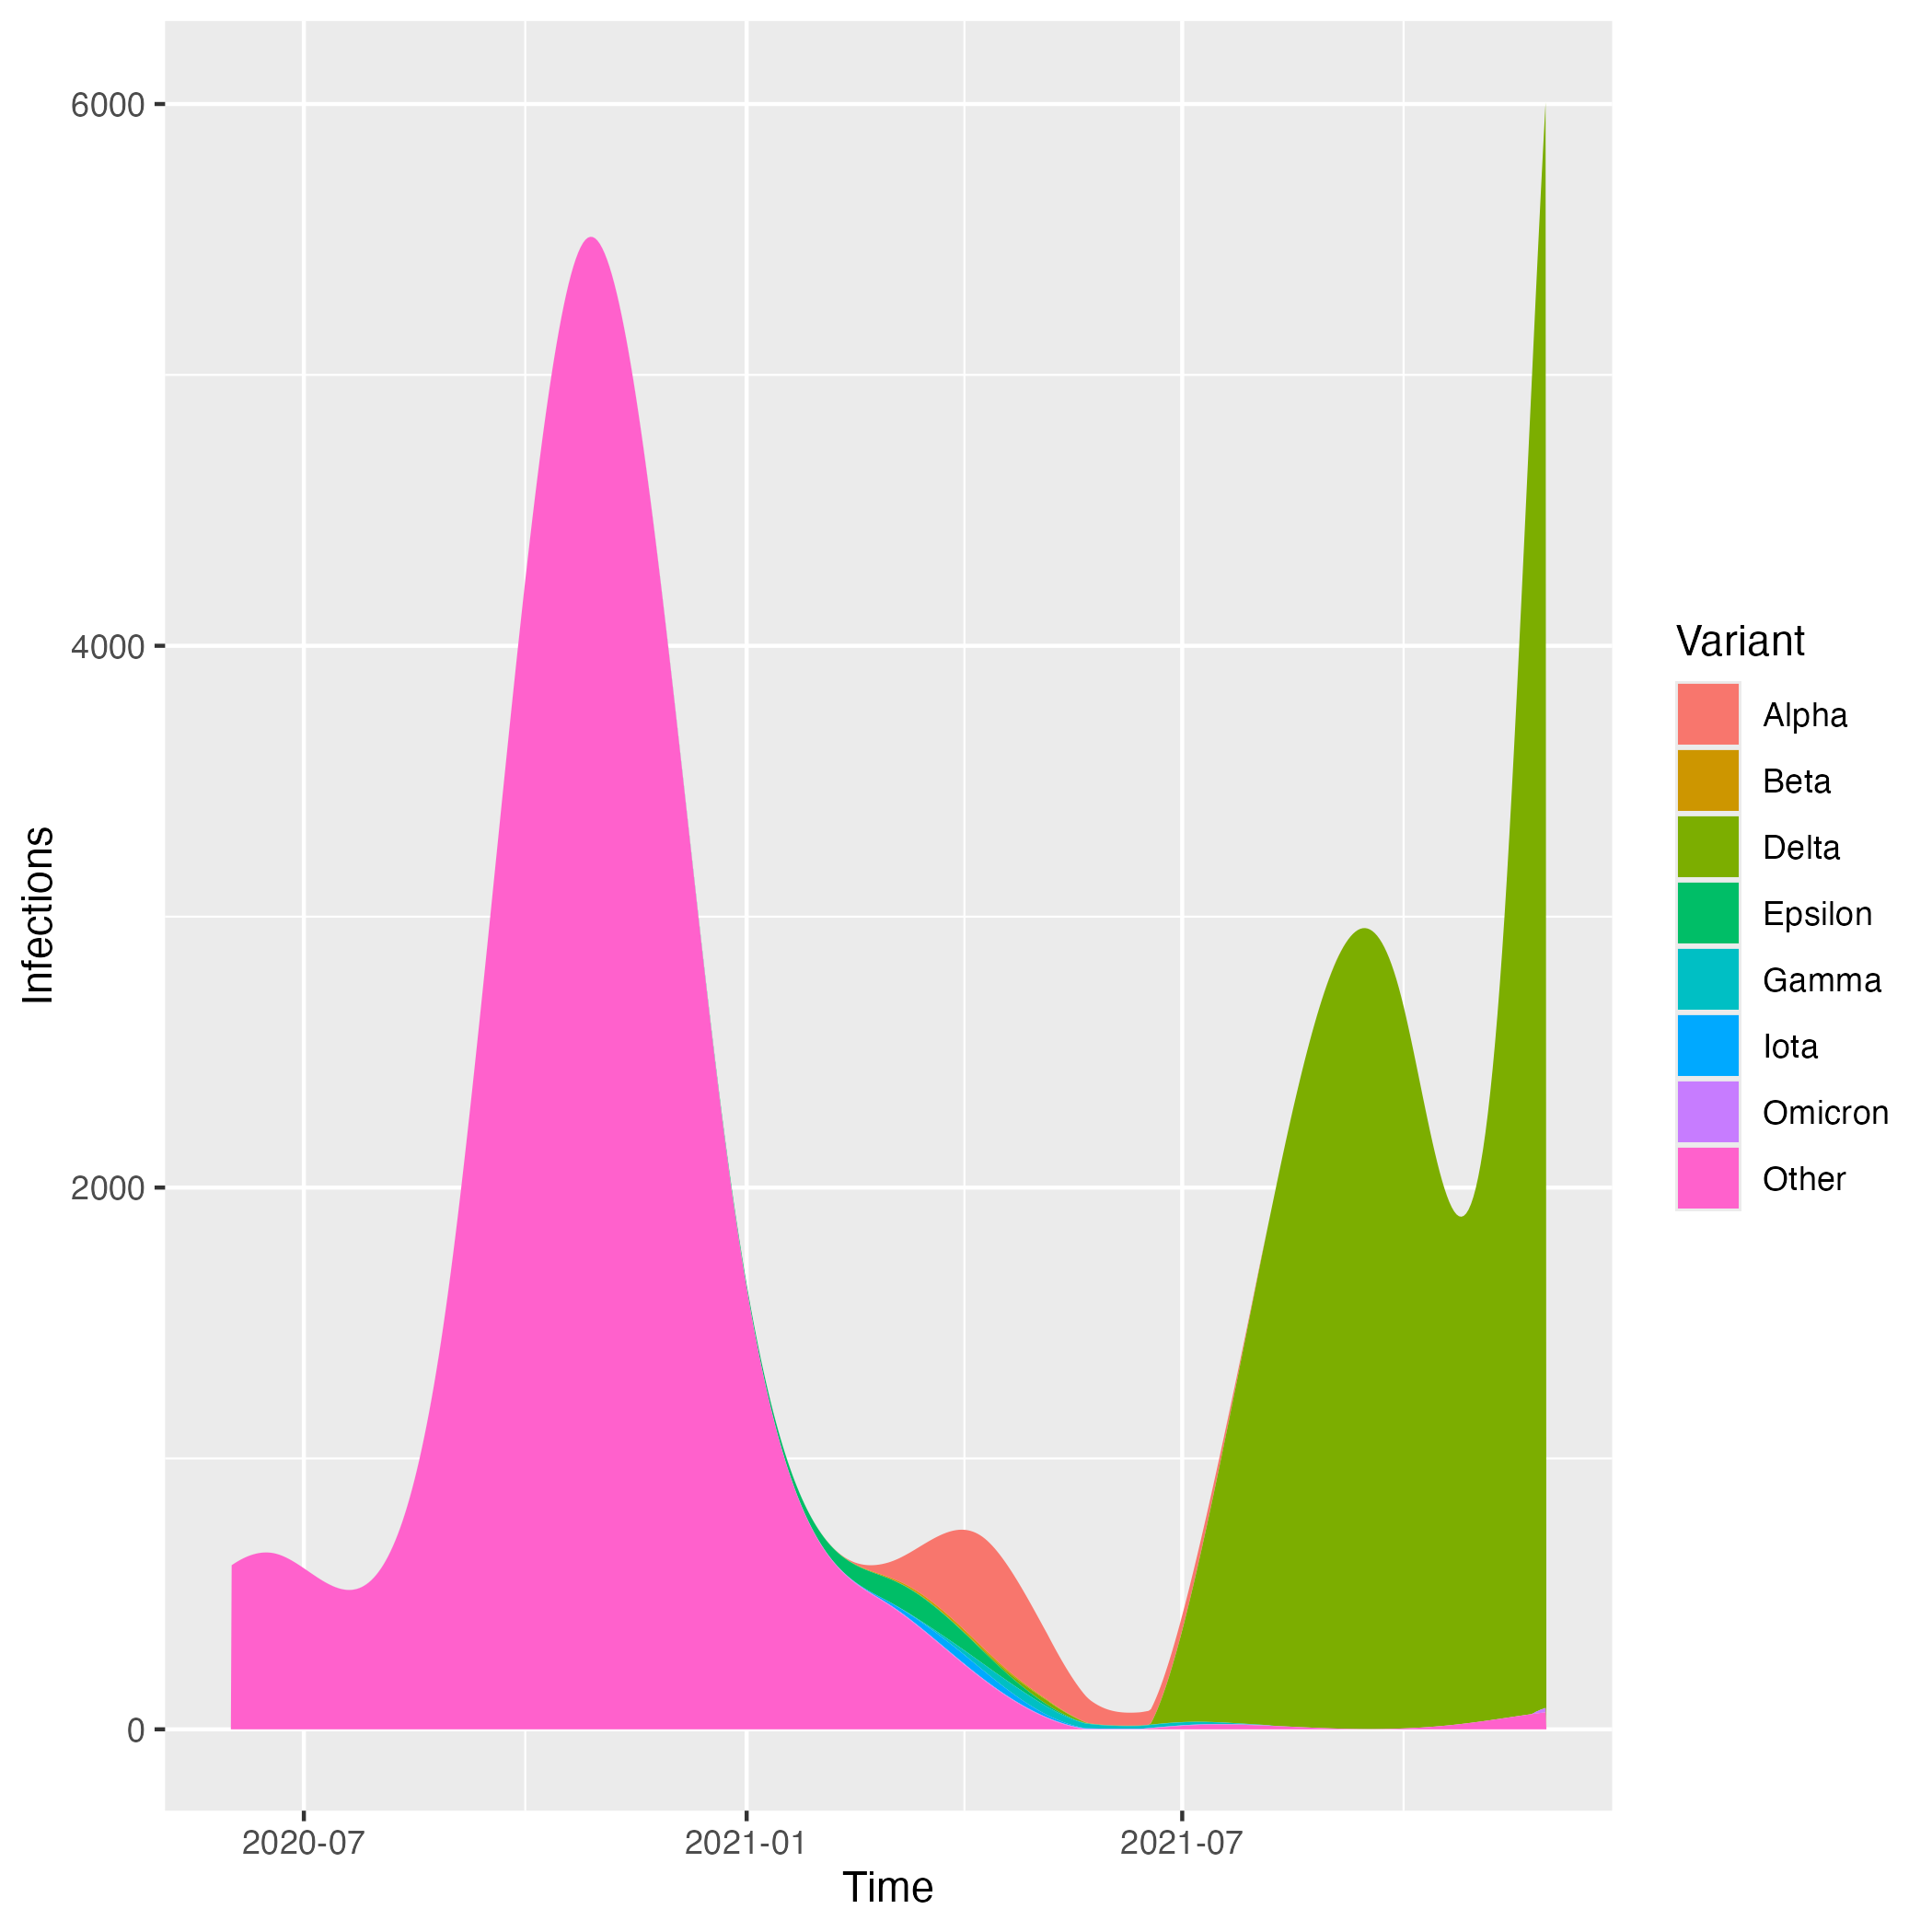 6000
4000
2000
0
Infections
2020-07
2021-01
2021-07
Time
Variant
Alpha
Beta
Delta
Epsilon
Gamma
Iota
Omicron
Other